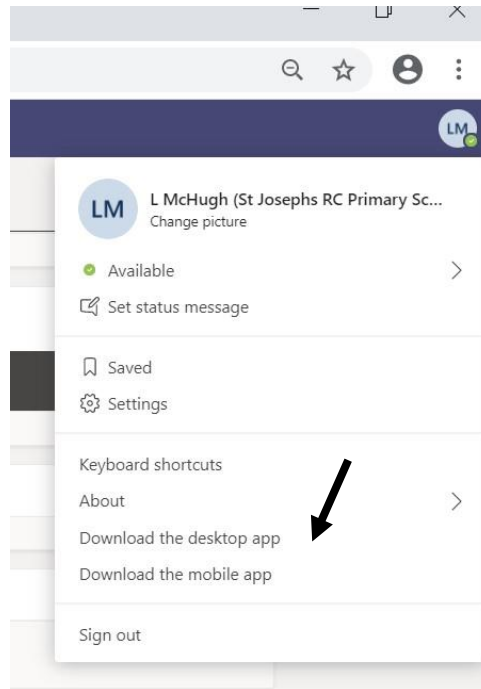 LM
LM
L McHugh (St Josephs RC Primary Sc...
Change picture
Available
Set status message
Saved
Settings
Keyboard shortcuts
About
Download the desktop app
Download the mobile app
Sign out